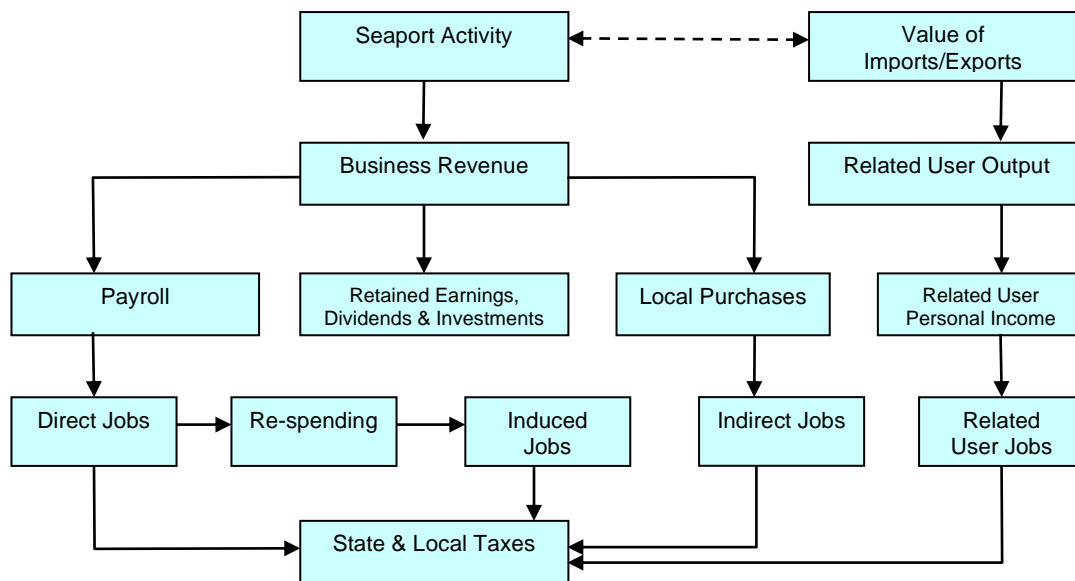 Seaport Activity
Value of
Imports/Exports
Business Revenue
Related User Output
Payroll
Retained Earnings,
Dividends & Investments
Local Purchases
Related User
Personal Income
Direct Jobs
Re-spending
Induced
Jobs
Indirect Jobs
Related
User Jobs
State & Local Taxes